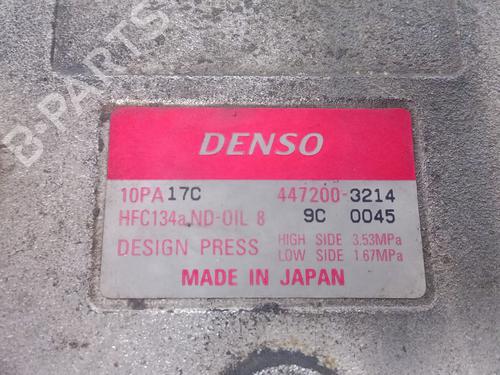 B-PARTS
DENSO
10PA17C 447200-3214
HFC134a, ND-OIL 8 9C 0045
DESIGN PRESS HIGH SIDE 3.53MPa
LOW SIDE 1.67MPa
MADE IN JAPAN